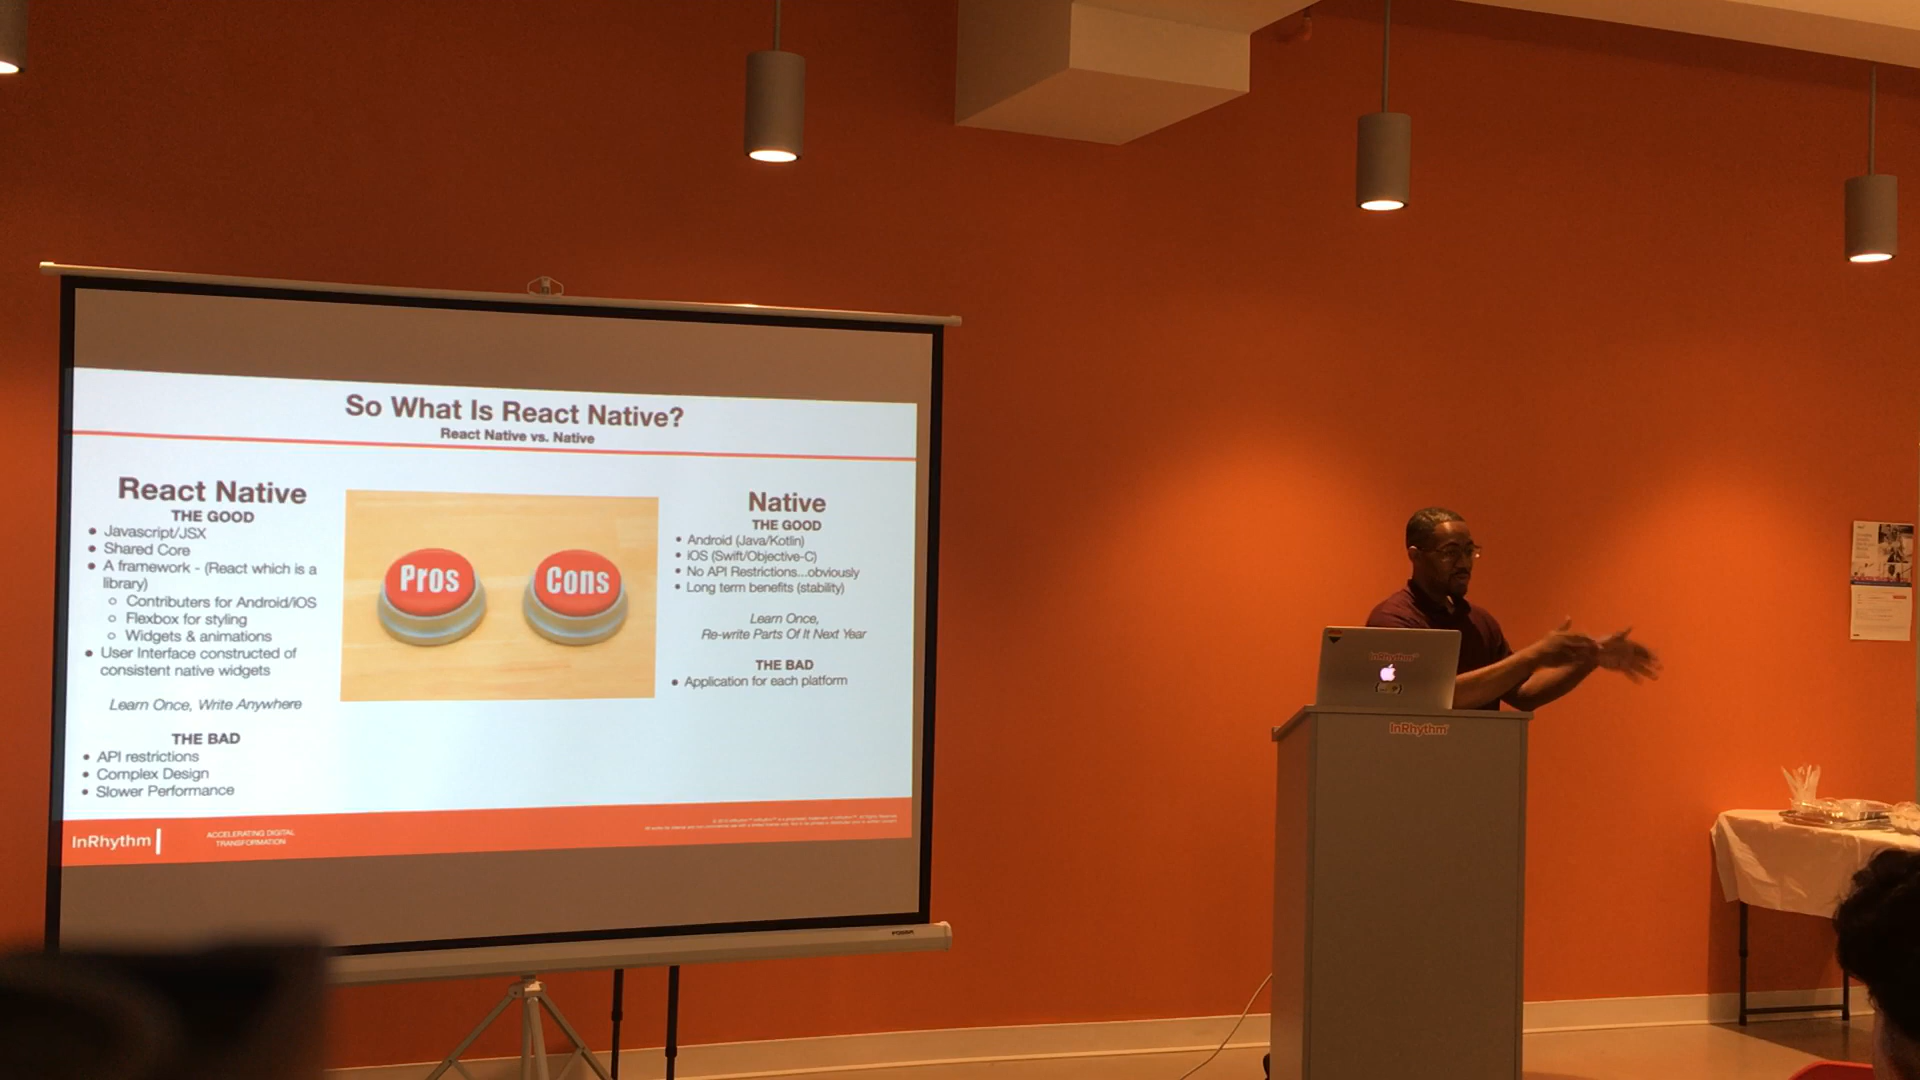 So What Is React Native?
React Native vs. Native
React Native
THE GOOD
• Javascript/JSX
• Shared Core
• A framework - (React which is a
library)
○ Contributers for Android/iOS
○ Flexbox for styling
○ Widgets & animations
• User Interface constructed of
consistent native widgets
Learn Once, Write Anywhere
THE BAD
• API restrictions
• Complex Design
• Slower Performance
Pros
Cons
Native
THE GOOD
• Android (Java/Kotlin)
• iOS (Swift/Objective-C)
• No API Restrictions...obviously
• Long term benefits (stability)
Learn Once,
Re-write Parts Of It Next Year
THE BAD
• Application for each platform
InRhythm
ACCELERATING DIGITAL
TRANSFORMATION
InRhythm
InRhythm